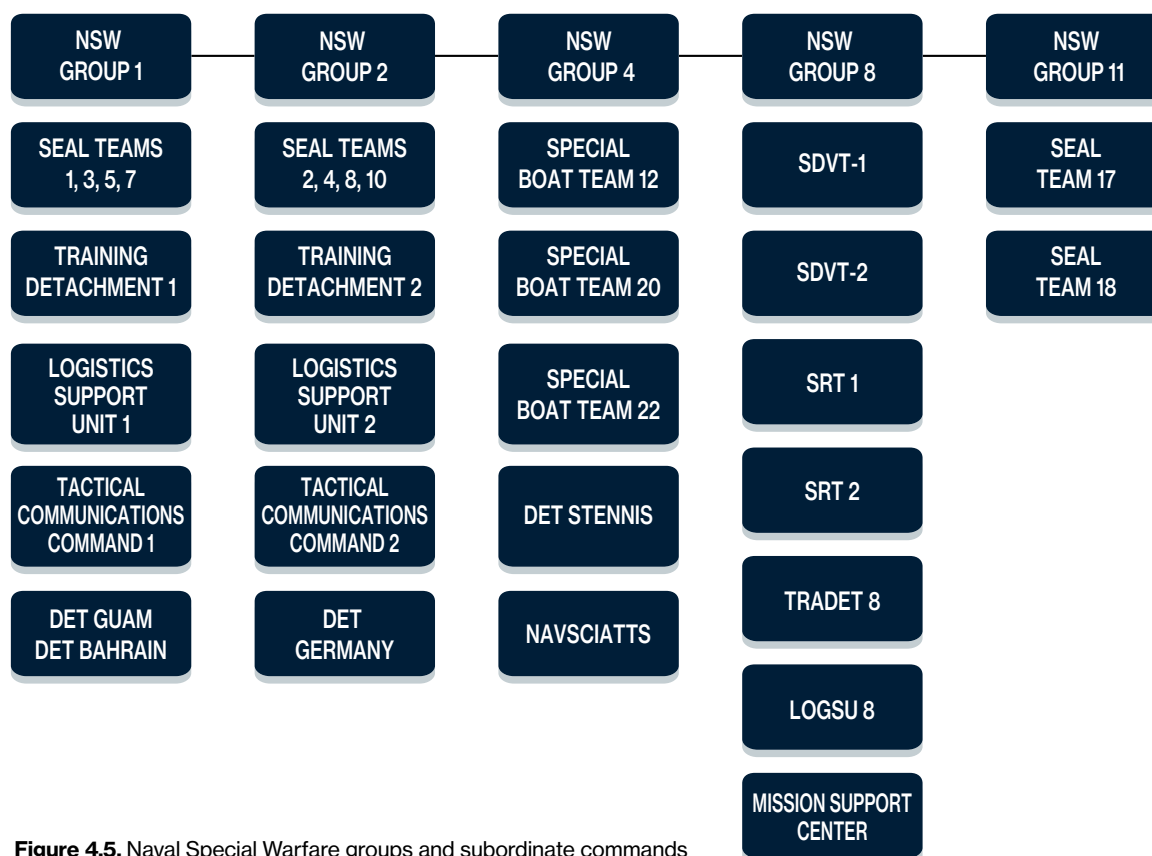 NSW
GROUP 1
NSW
GROUP 2
NSW
GROUP 4
NSW
GROUP 8
NSW
GROUP 11
SEAL TEAMS
1, 3, 5, 7
SEAL TEAMS
2, 4, 8, 10
SPECIAL
BOAT TEAM 12
SDVT-1
SEAL
TEAM 17
TRAINING
DETACHMENT 1
TRAINING
DETACHMENT 2
SPECIAL
BOAT TEAM 20
SDVT-2
SEAL
TEAM 18
LOGISTICS
SUPPORT
UNIT 1
LOGISTICS
SUPPORT
UNIT 2
SPECIAL
BOAT TEAM 22
SRT 1
TACTICAL
COMMUNICATIONS
COMMAND 1
TACTICAL
COMMUNICATIONS
COMMAND 2
DET STENNIS
SRT 2
DET GUAM
DET BAHRAIN
DET
GERMANY
NAVSCIATTS
TRADET 8
LOGSU 8
MISSION SUPPORT
CENTER
Figure 4.5. Naval Special Warfare groups and subordinate commands